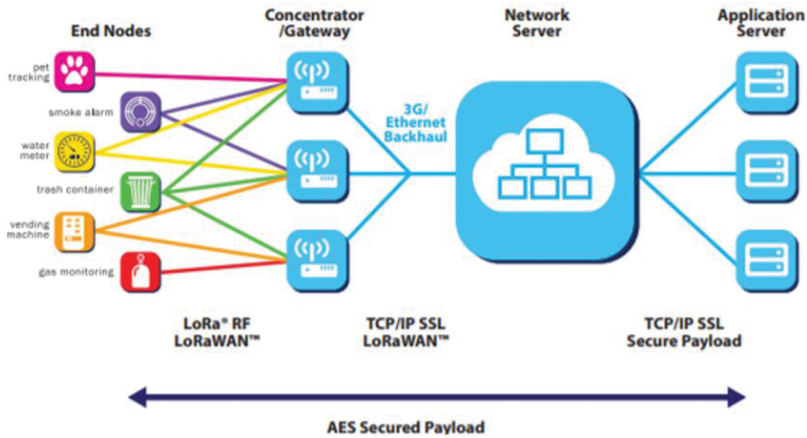 End Nodes
Concentrator
/Gateway
Network
Server
Application
Server
pet
tracking
smoke alarm
water
meter
trash container
vending
machine
gas monitoring
3G/
Ethernet
Backhaul
LoRa® RF
LoRaWAN™
TCP/IP SSL
LoRaWAN™
TCP/IP SSL
Secure Payload
AES Secured Payload